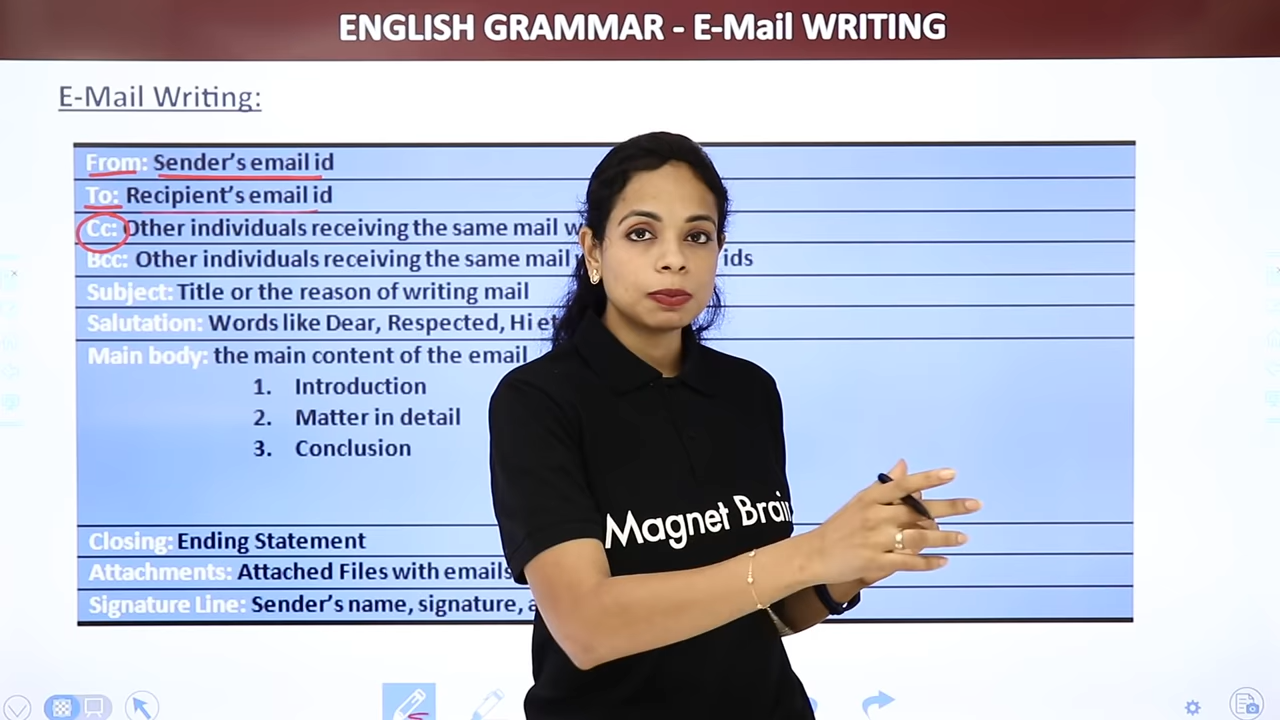 ENGLISH GRAMMAR - E-Mail WRITING
E-Mail Writing:
From: Sender's email id
To: Recipient's email id
Cc: Other individuals receiving the same mail
Bcc: Other individuals receiving the same mail ids
Subject: Title or the reason of writing mail
Salutation: Words like Dear, Respected, Hi
Main body: the main content of the email
1. Introduction
2. Matter in detail
3. Conclusion
Closing: Ending Statement
Attachments: Attached Files with emails
Signature Line: Sender's name, signature,
Magnet Brain